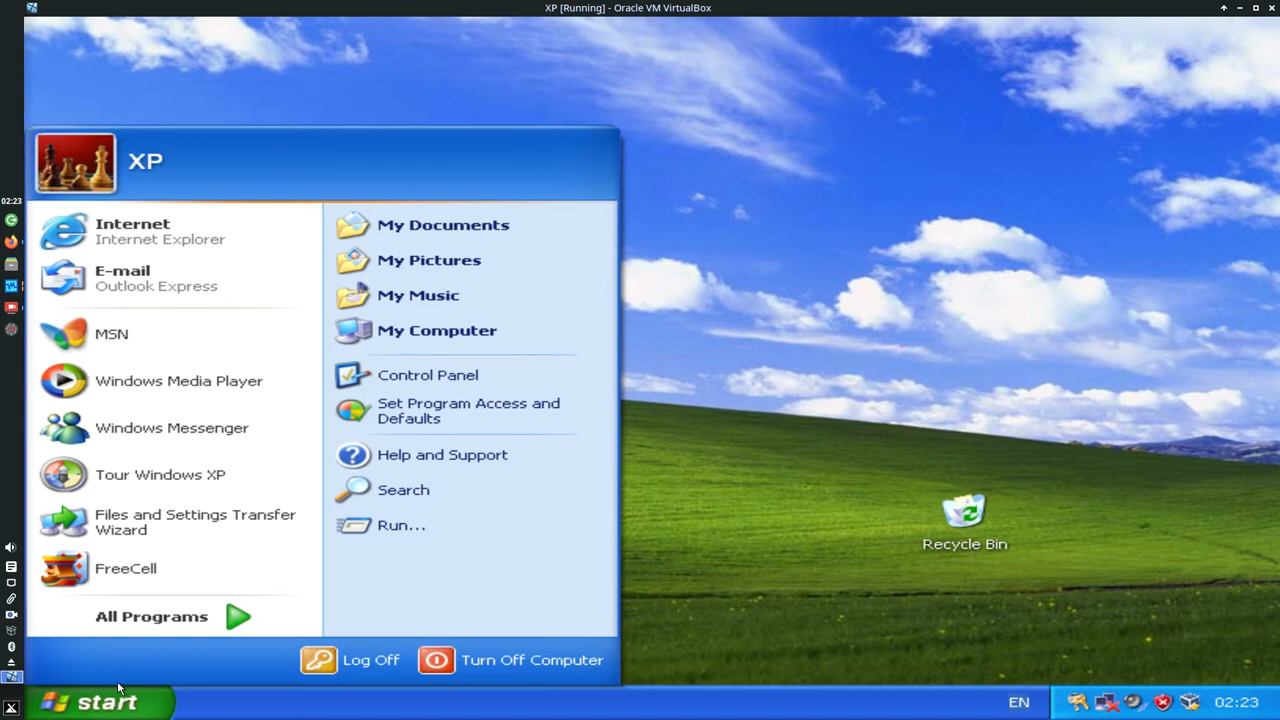 XP [Running] - Oracle VM VirtualBox
XP
02:23
Internet
Internet Explorer
E-mail
Outlook Express
MSN
Windows Media Player
Windows Messenger
Tour Windows XP
Files and Settings Transfer
Wizard
FreeCell
All Programs
My Documents
My Pictures
My Music
My Computer
Control Panel
Set Program Access and
Defaults
Help and Support
Search
Run...
Recycle Bin
Log Off
Turn Off Computer
start
EN
02:23